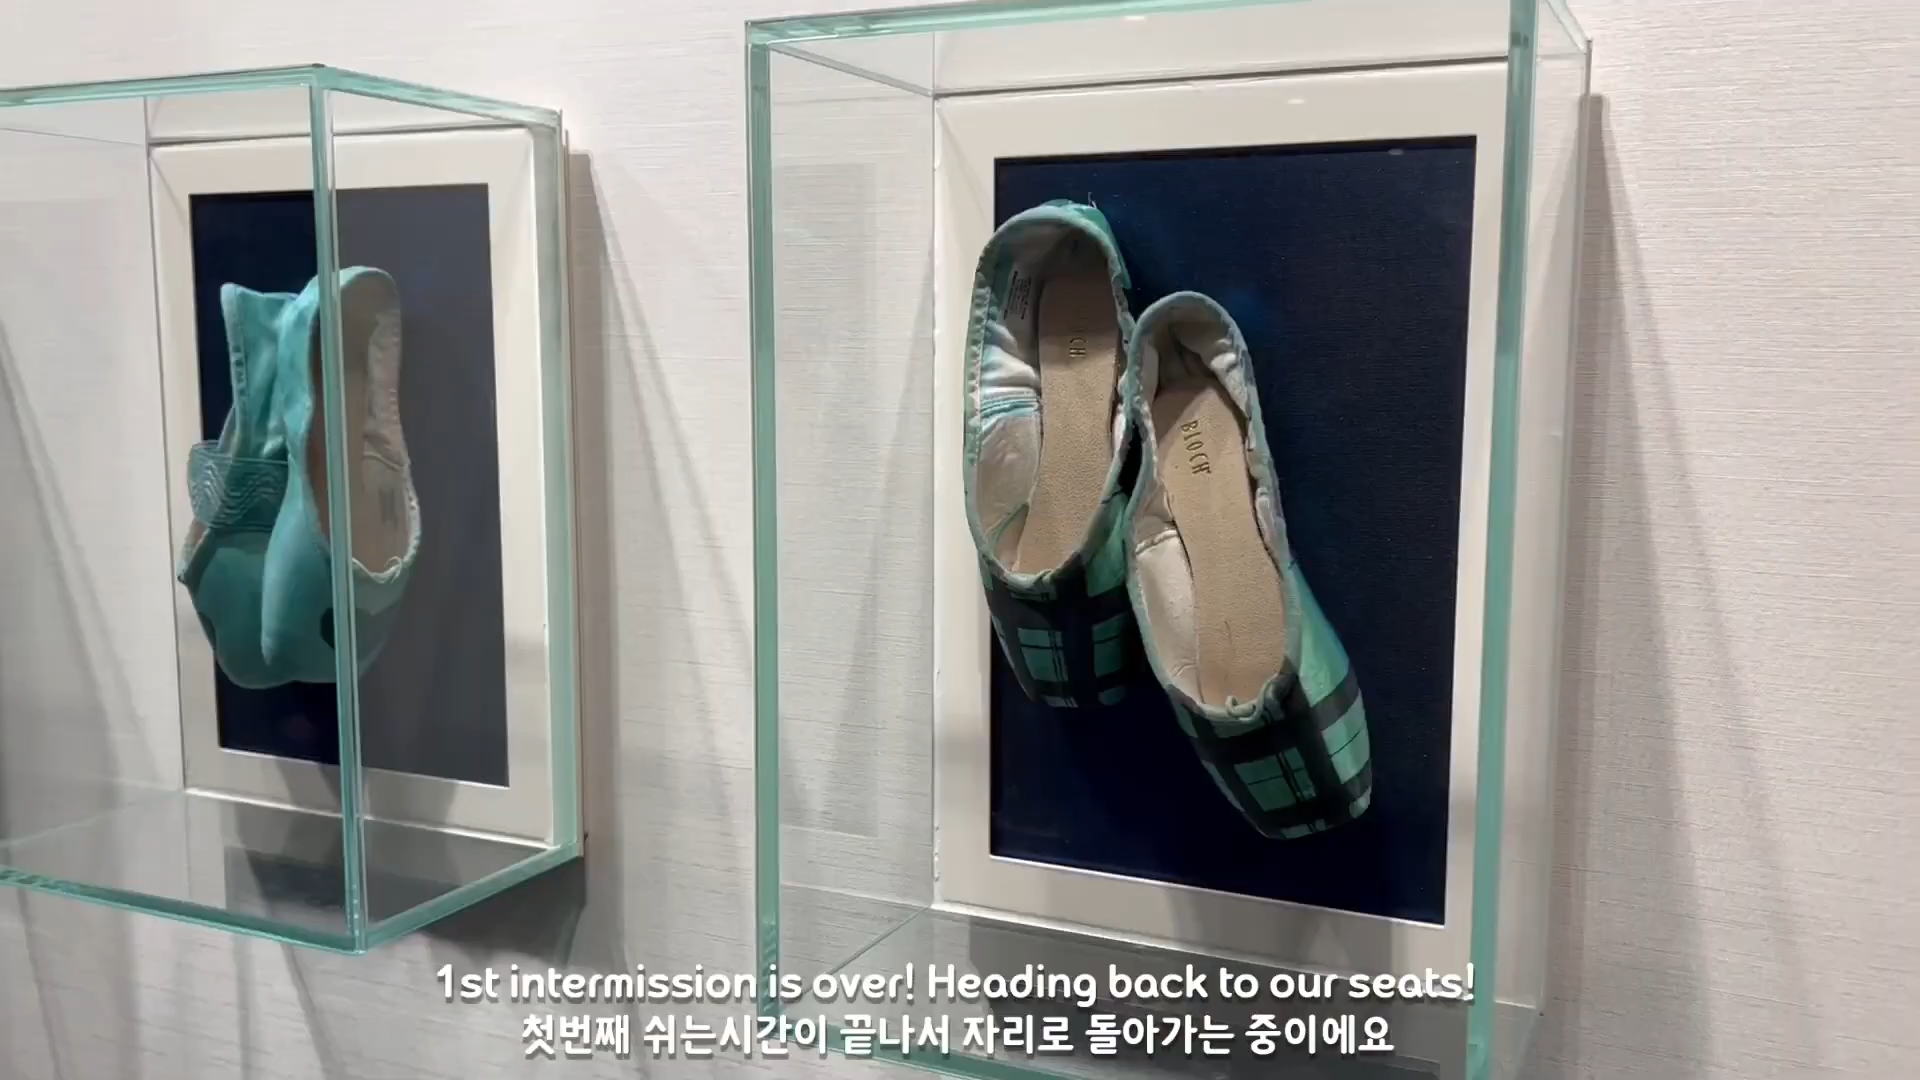 BLOCH
1st intermission is over! Heading back to our seats!
첫번째 쉬는시간이 끝나서 자리로 돌아가는 중이에요